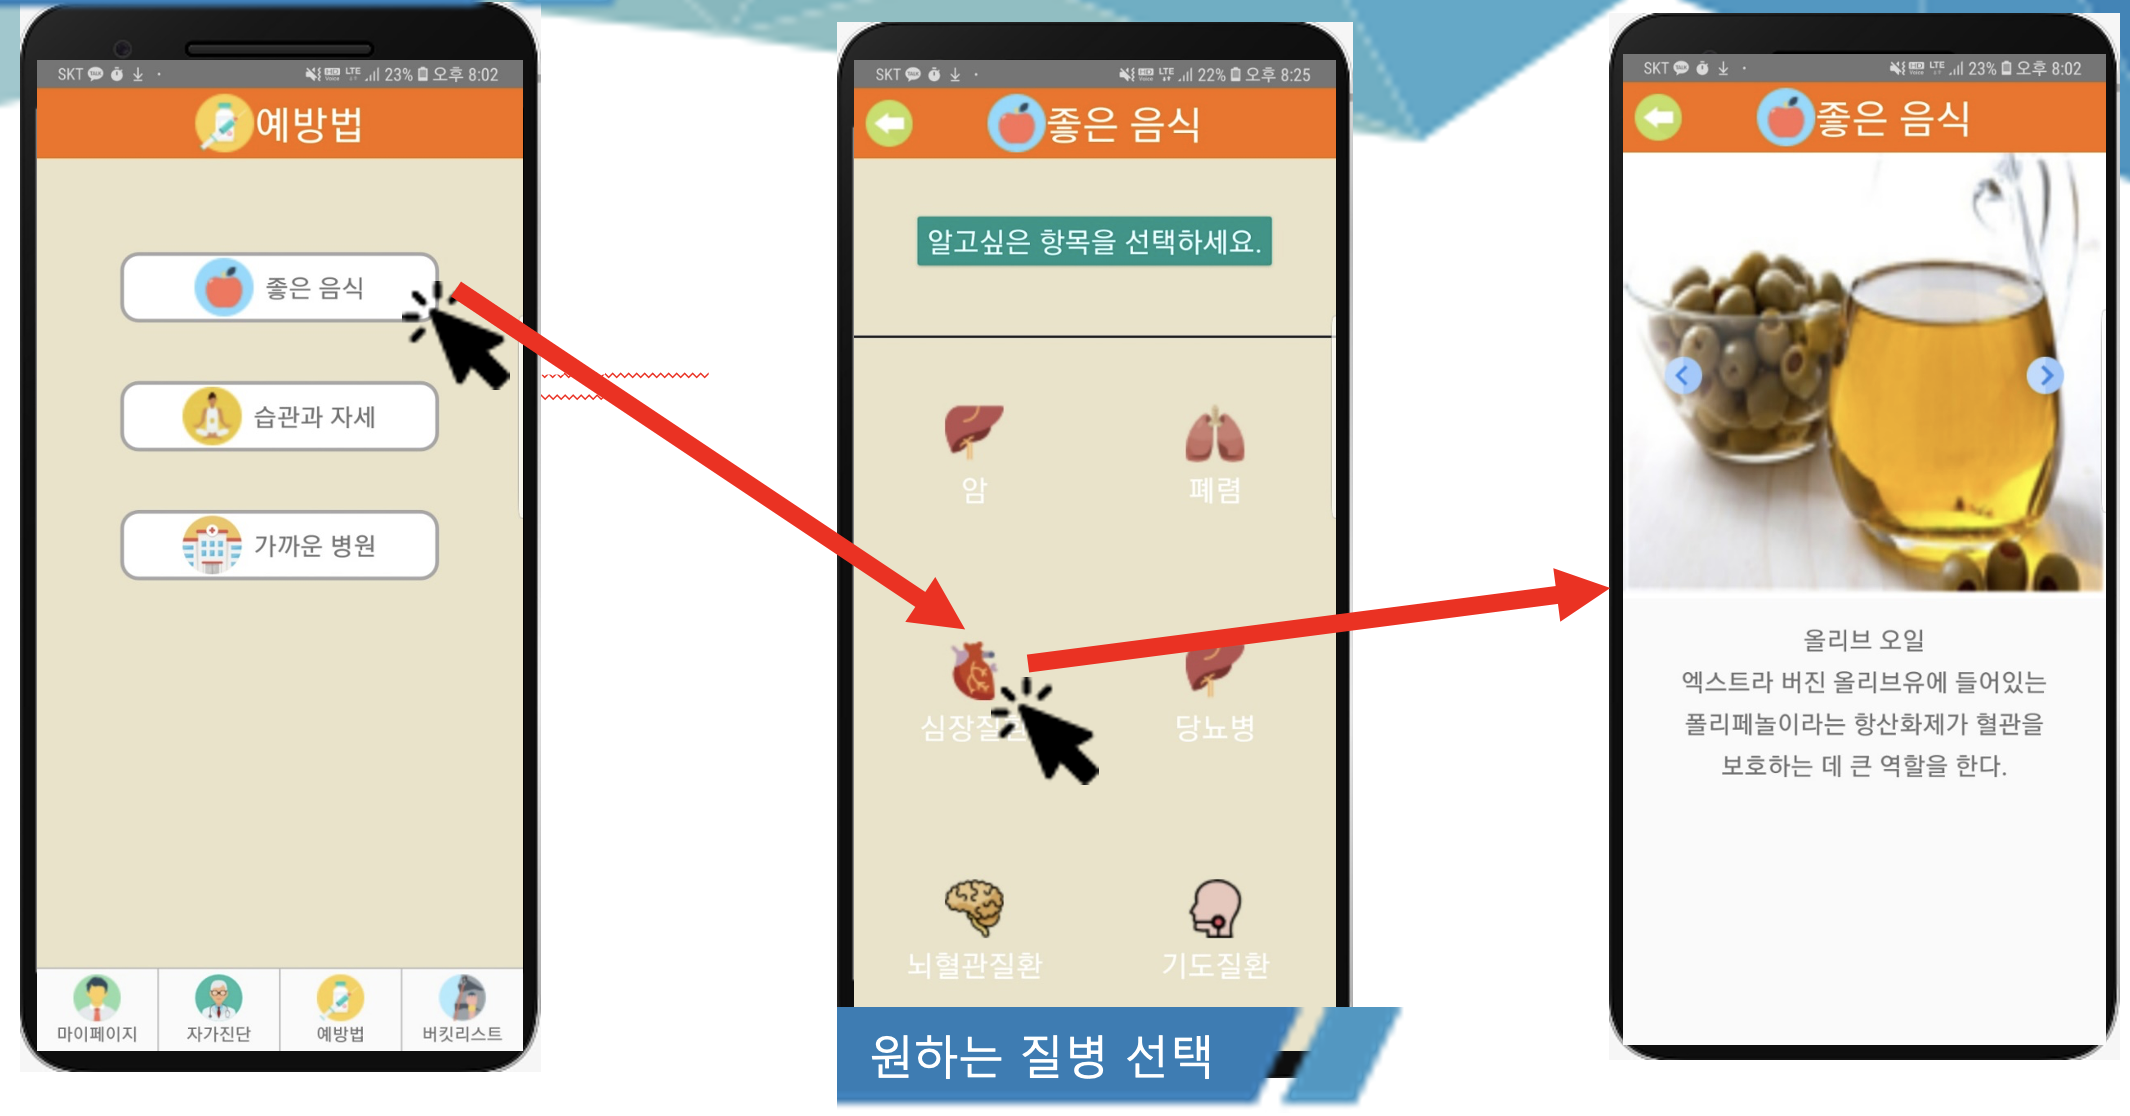 SKT
23% 오후 8:02
예방법
좋은 음식
습관과 자세
가까운 병원
마이페이지
자가진단
예방법
버킷리스트
SKT
22% 오후 8:25
좋은 음식
알고싶은 항목을 선택하세요.
암
폐렴
당뇨병
뇌혈관질환
기도질환
원하는 질병 선택
SKT
LTE 23% 오후 8:02
좋은 음식
올리브 오일
엑스트라 버진 올리브유에 들어있는
폴리페놀이라는 항산화제가 혈관을
보호하는 데 큰 역할을 한다.